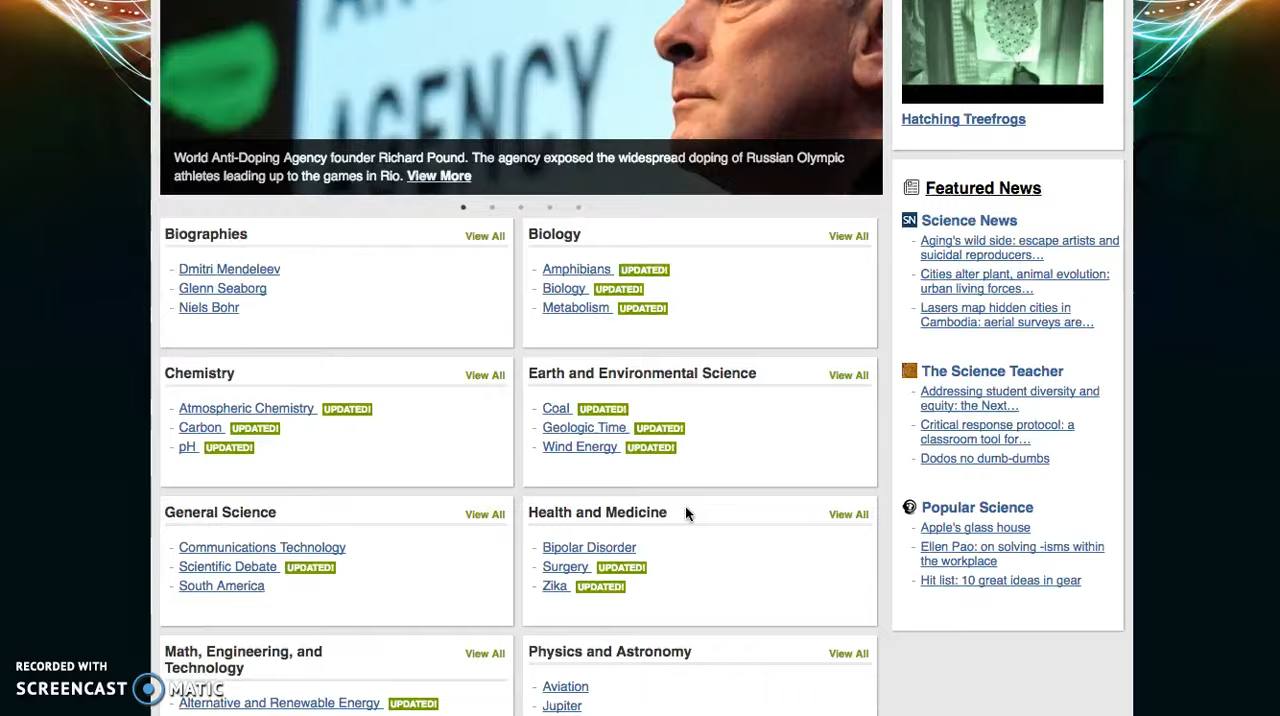 AGENCY
World Anti-Doping Agency founder Richard Pound. The agency exposed the widespread doping of Russian Olympic
athletes leading up to the games in Rio. View More
Hatching Treefrogs
Biographies View All
- Dmitri Mendeleev
- Glenn Seaborg
- Niels Bohr
Biology View All
- Amphibians UPDATED!
- Biology UPDATED!
- Metabolism UPDATED!
Chemistry View All
- Atmospheric Chemistry UPDATED!
- Carbon UPDATED!
- pH UPDATED!
Earth and Environmental Science View All
- Coal UPDATED!
- Geologic Time UPDATED!
- Wind Energy UPDATED!
General Science View All
- Communications Technology
- Scientific Debate UPDATED!
- South America
Health and Medicine View All
- Bipolar Disorder
- Surgery UPDATED!
- Zika UPDATED!
Math, Engineering, and View All
Technology
- Alternative and Renewable Energy UPDATED!
Physics and Astronomy View All
- Aviation
- Jupiter
Featured News
SN Science News
- Aging's wild side: escape artists and
suicidal reproducers...
- Cities alter plant, animal evolution:
urban living forces...
- Lasers map hidden cities in
Cambodia: aerial surveys are...
The Science Teacher
- Addressing student diversity and
equity: the Next...
- Critical response protocol: a
classroom tool for...
- Dodos no dumb-dumbs
Popular Science
- Apple's glass house
- Ellen Pao: on solving -isms within
the workplace
- Hit list: 10 great ideas in gear
RECORDED WITH
SCREENCAST MATIC